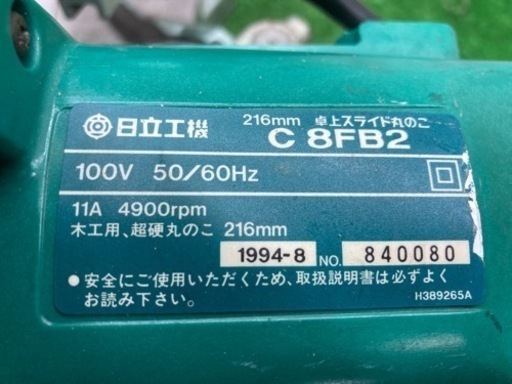 日立工機 216mm 卓上スライド丸のこ
C 8FB2
100V 50/60Hz
11A 4900rpm
木工用、超硬丸のこ 216mm
1994-8 NO. 840080
●安全にご使用いただくため、取扱説明書は必ずよく
お読み下さい。
H389265A